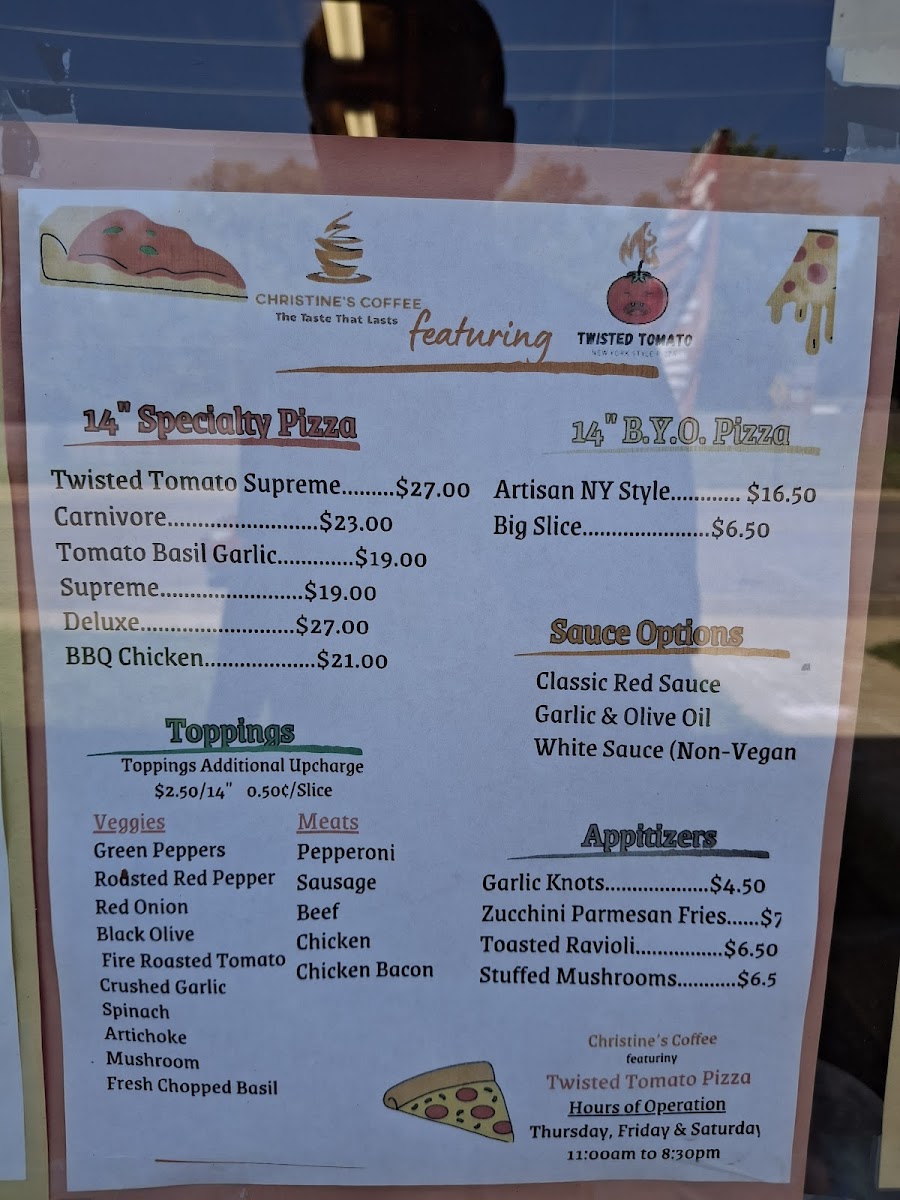 CHRISTINE'S COFFEE
The Taste That Lasts
featuring
TWISTED TOMATO
NEW YORK STYLE
14" Specialty Pizza
Twisted Tomato Supreme.........$27.00
Carnivore............................$23.00
Tomato Basil Garlic.............$19.00
Supreme..........................$19.00
Deluxe............................$27.00
BBQ Chicken....................$21.00
Toppings
Toppings Additional Upcharge
$2.50/14" 0.50¢/Slice
Veggies
Green Peppers
Roasted Red Pepper
Red Onion
Black Olive
Fire Roasted Tomato
Crushed Garlic
Spinach
Artichoke
Mushroom
Fresh Chopped Basil
Meats
Pepperoni
Sausage
Beef
Chicken
Chicken Bacon
14" B.Y.O. Pizza
Artisan NY Style............ $16.50
Big Slice.......................$6.50
Sauce Options
Classic Red Sauce
Garlic & Olive Oil
White Sauce (Non-Vegan
Appitizers
Garlic Knots...................$4.50
Zucchini Parmesan Fries......$7
Toasted Ravioli................$6.50
Stuffed Mushrooms...........$6.5
Christine's Coffee
featuriny
Twisted Tomato Pizza
Hours of Operation
Thursday, Friday & Saturday
11:00am to 8:30pm